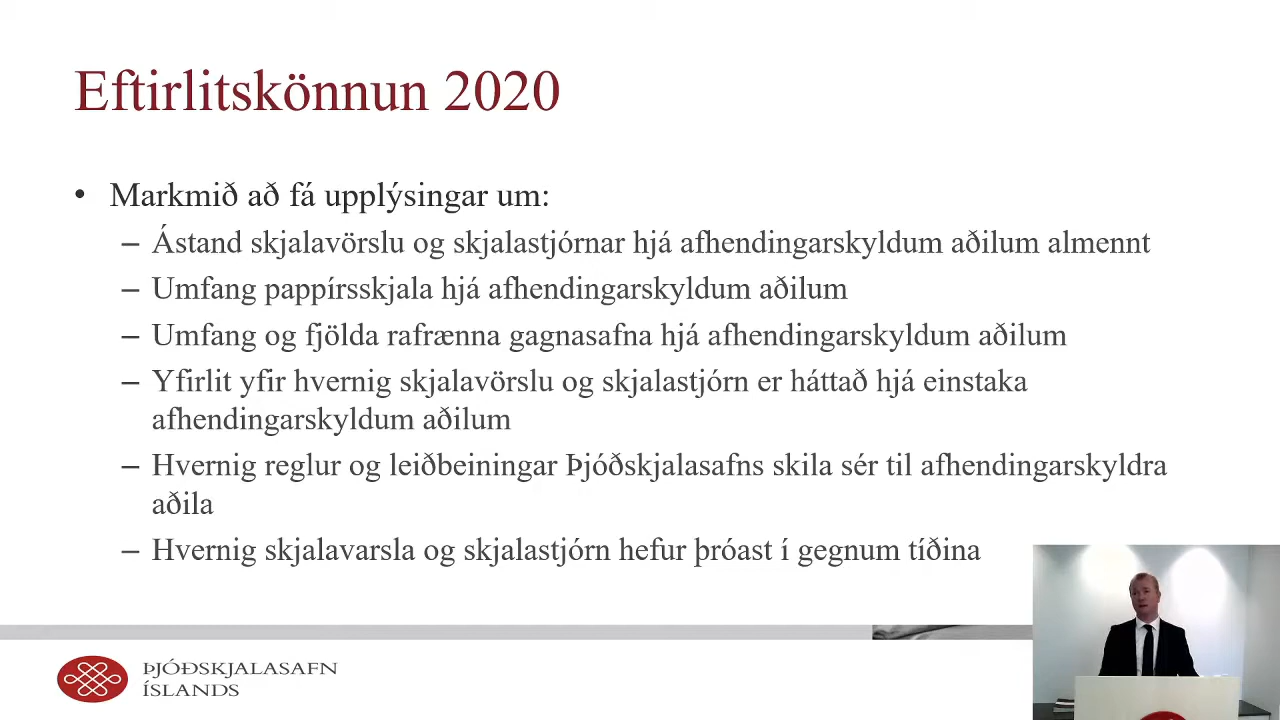 Eftirlitskönnun 2020
• Markmið að fá upplýsingar um:
– Ástand skjalavörslu og skjalastjórnar hjá afhendingarskyldum aðilum almennt
– Umfang pappírsskjala hjá afhendingarskyldum aðilum
– Umfang og fjölda rafrænna gagnasafna hjá afhendingarskyldum aðilum
– Yfirlit yfir hvernig skjalavörslu og skjalastjórn er háttað hjá einstaka
afhendingarskyldum aðilum
– Hvernig reglur og leiðbeiningar Þjóðskjalasafns skila sér til afhendingarskyldra
aðila
– Hvernig skjalavarsla og skjalastjórn hefur þróast í gegnum tíðina
ÞJÓÐSKJALASAFN
ÍSLANDS